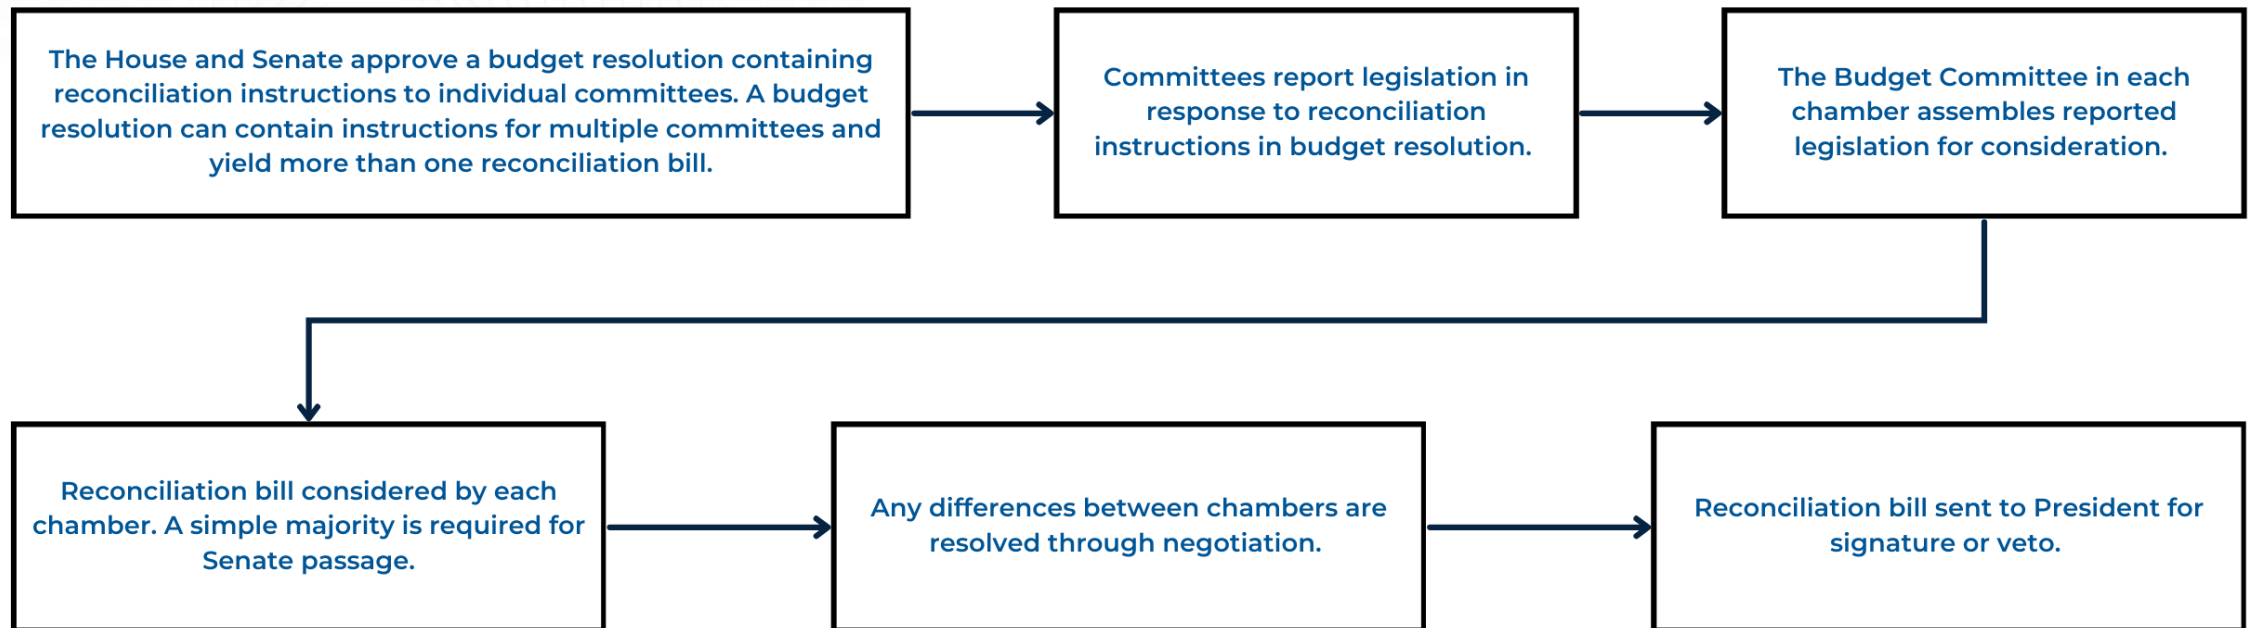 The House and Senate approve a budget resolution containing
reconciliation instructions to individual committees. A budget
resolution can contain instructions for multiple committees and
yield more than one reconciliation bill.
Committees report legislation in
response to reconciliation
instructions in budget resolution.
The Budget Committee in each
chamber assembles reported
legislation for consideration.
Reconciliation bill considered by each
chamber. A simple majority is required for
Senate passage.
Any differences between chambers are
resolved through negotiation.
Reconciliation bill sent to President for
signature or veto.